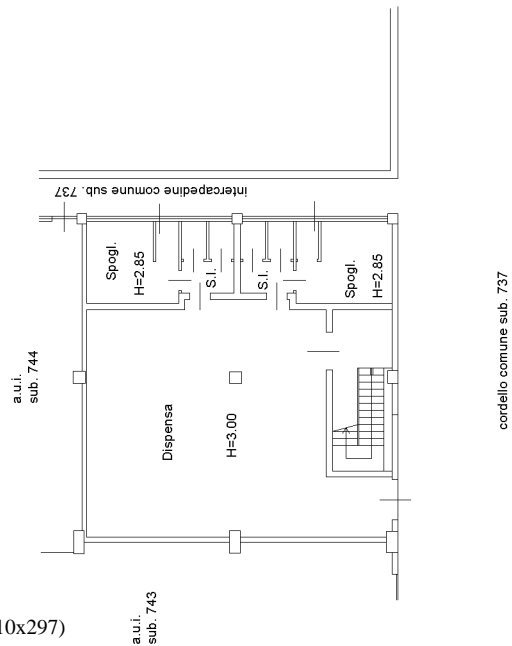 intercapedine comune sub. 737
Spogl.
H=2.85
S.I.
S.I.
Spogl.
H=2.85
a.u.i.
sub. 744
Dispensa
H=3.00
cordello comune sub. 737
a.u.i.
sub. 743
10x297)